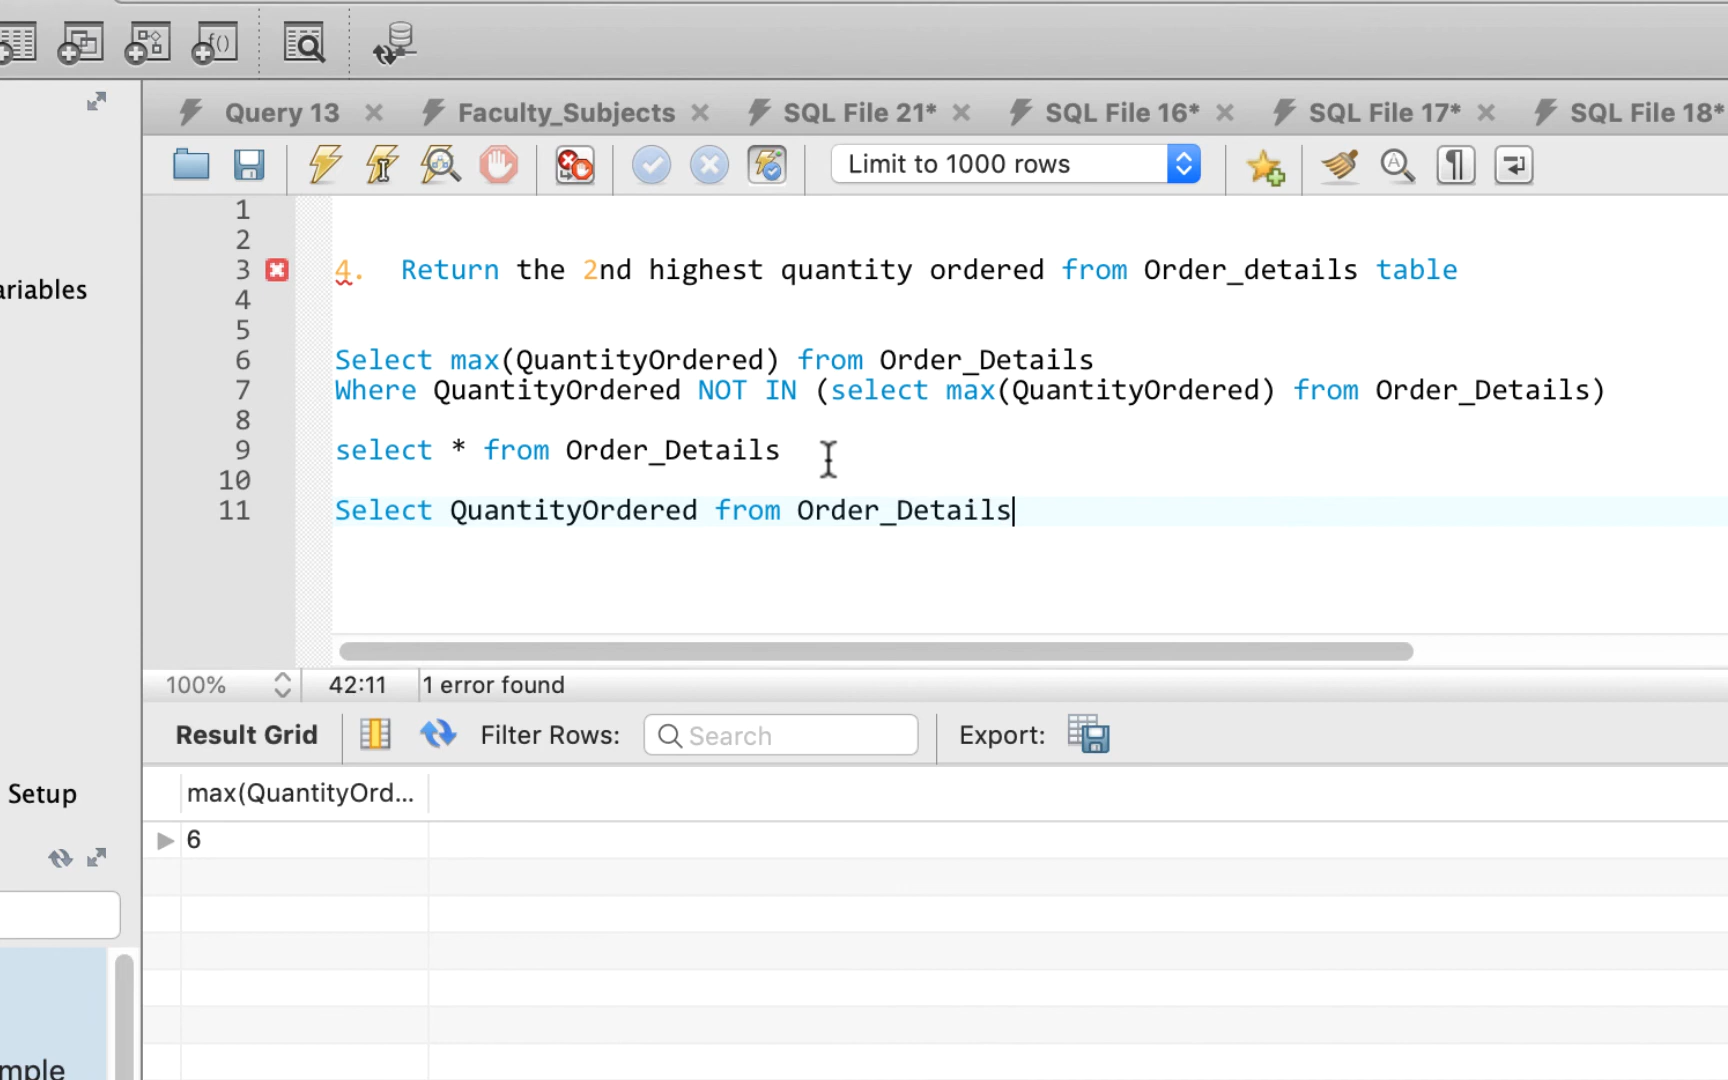 f()
Query 13
Faculty_Subjects
SQL File 21*
SQL File 16*
SQL File 17*
SQL File 18*
Limit to 1000 rows
1
2
3 4. Return the 2nd highest quantity ordered from Order_details table
4
5
6 Select max(QuantityOrdered) from Order_Details
7 Where QuantityOrdered NOT IN (select max(QuantityOrdered) from Order_Details)
8
9 select * from Order_Details
10
11 Select QuantityOrdered from Order_Details
ariables
100% 42:11 1 error found
Result Grid Filter Rows: Search Export:
Setup
max(QuantityOrd...
6
mple